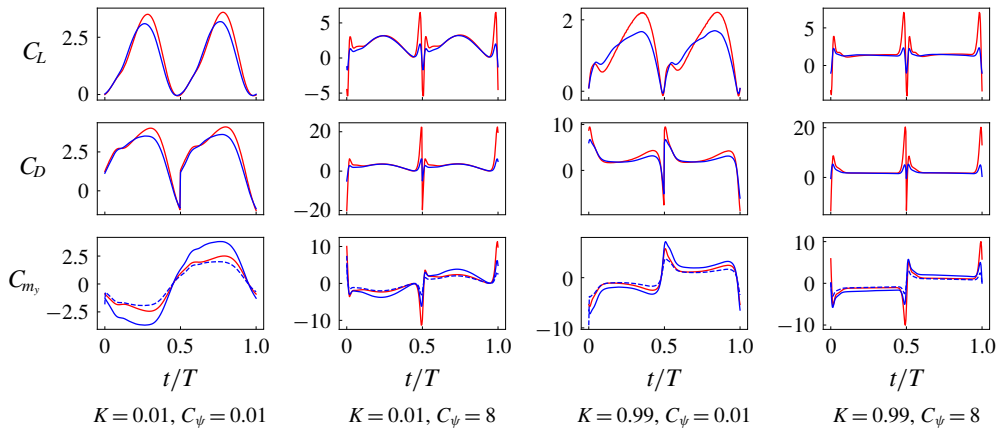 C_L
2.5
0
5
0
−5
2
1
0
5
0
C_D
2.5
0
20
0
−20
10
0
20
0
C_{m_y}
2.5
0
−2.5
10
0
−10
10
0
−10
10
0
−10
0 0.5 1.0
0 0.5 1.0
0 0.5 1.0
0 0.5 1.0
t/T
t/T
t/T
t/T
K = 0.01, C_ψ = 0.01
K = 0.01, C_ψ = 8
K = 0.99, C_ψ = 0.01
K = 0.99, C_ψ = 8